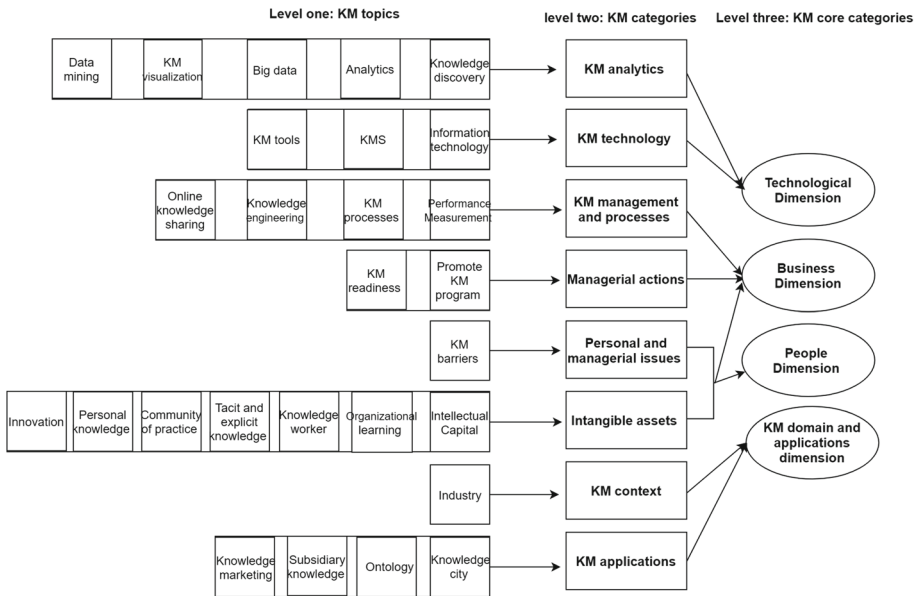 Level one: KM topics
level two: KM categories
Level three: KM core categories
Data
mining
KM
visualization
Big data
Analytics
Knowledge
discovery
KM analytics
KM tools
KMS
Information
technology
KM technology
Technological
Dimension
Online
knowledge
sharing
Knowledge
engineering
KM
processes
Performance
Measurement
KM management
and processes
KM
readiness
Promote
KM
program
Managerial actions
Business
Dimension
KM
barriers
Personal and
managerial issues
People
Dimension
Innovation
Personal
knowledge
Community
of practice
Tacit and
explicit
knowledge
Knowledge
worker
Organizational
learning
Intellectual
Capital
Intangible assets
KM domain and
applications
dimension
Industry
KM context
Knowledge
marketing
Subsidiary
knowledge
Ontology
Knowledge
city
KM applications